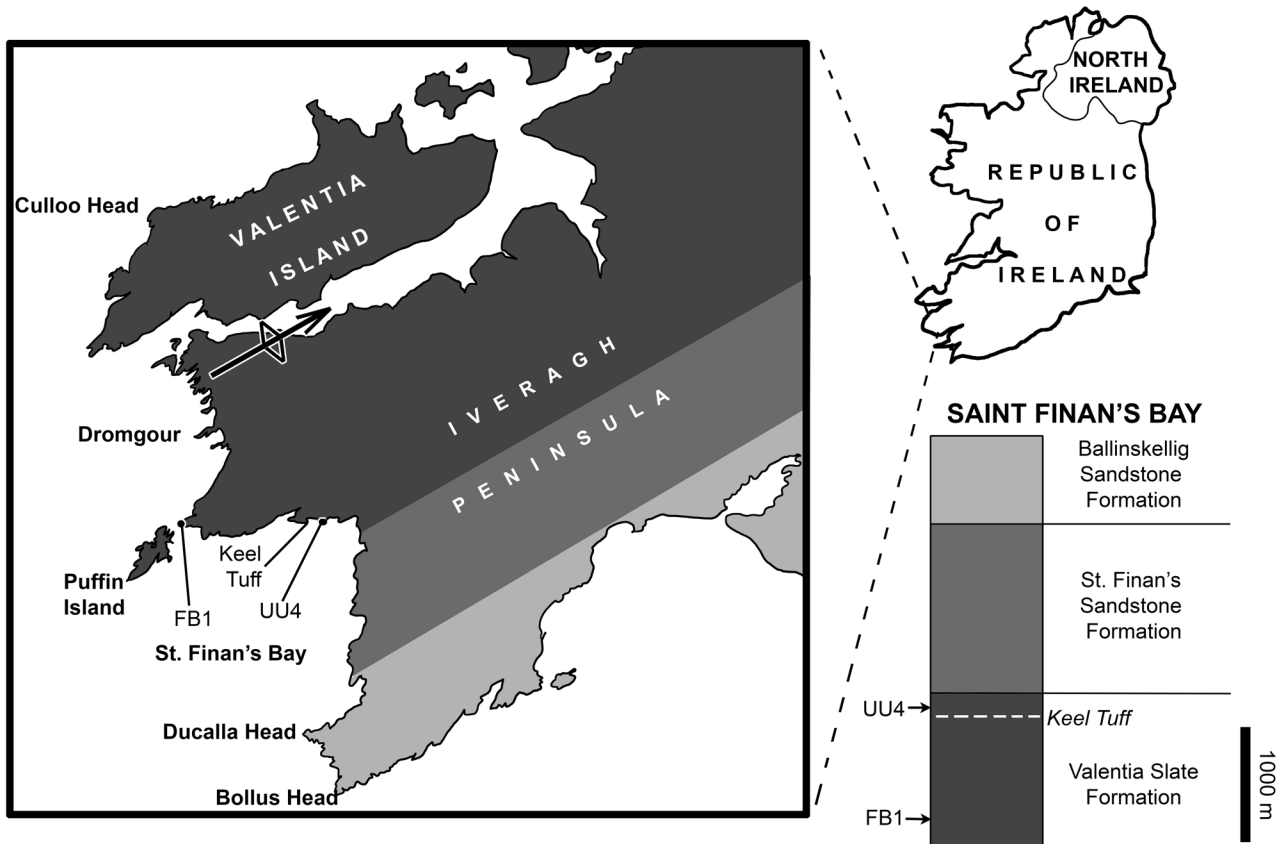 Culloo Head
VALENTIA
ISLAND
Dromgour
IVERAGH
PENINSULA
Puffin
Island
FB1
Keel
Tuff
UU4
St. Finan's Bay
Ducalla Head
Bollus Head
NORTH
IRELAND
REPUBLIC
OF
IRELAND
SAINT FINAN'S BAY
Ballinskellig
Sandstone
Formation
St. Finan's
Sandstone
Formation
UU4
Keel Tuff
Valentia Slate
Formation
FB1
1000 m